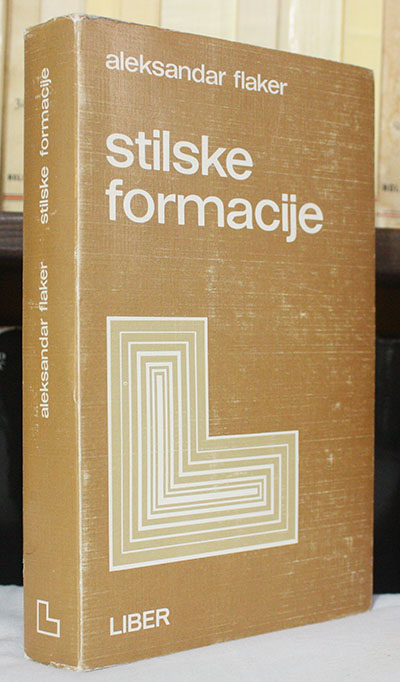 aleksandar flaker
stilske
formacije
LIBER
aleksandar flaker stilske formacije